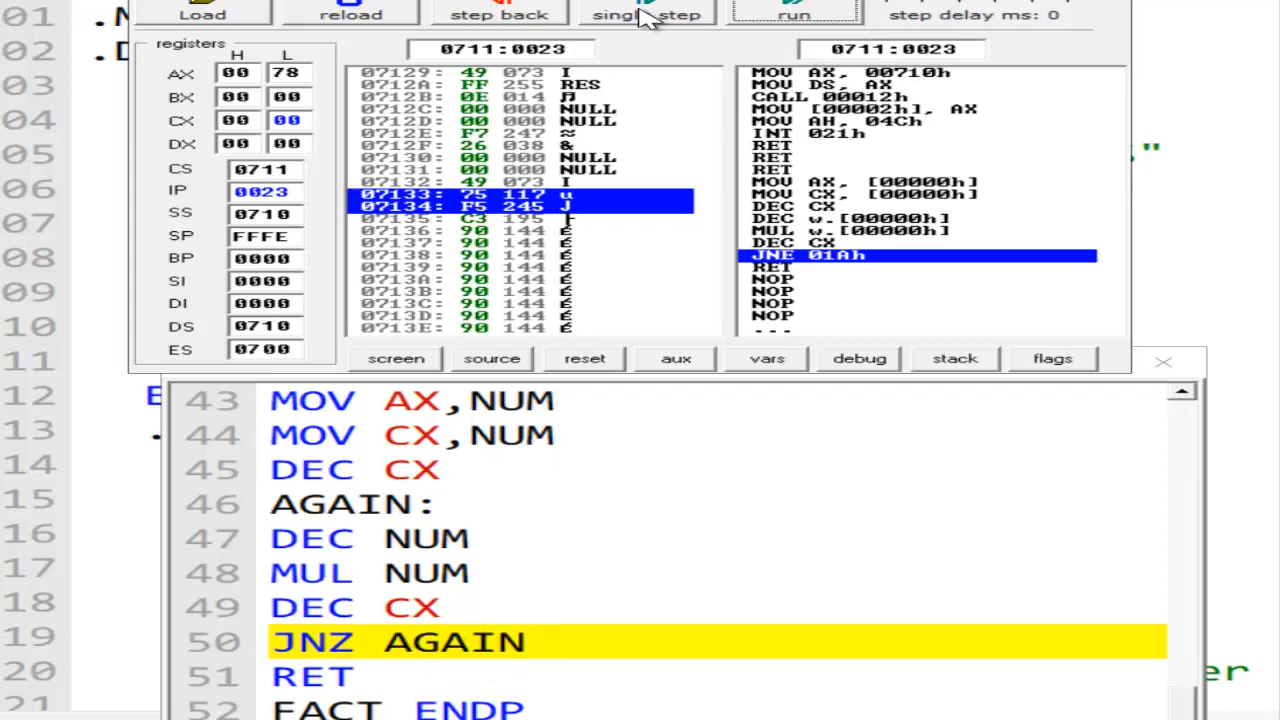 01 .M
02 .D
03
04
05 s"
06
07
08
09
10
11
12 E
13 .
14
15
16
17
18
19
20 er
21
Load reload step back single step run step delay ms: 0
registers
H L
AX 00 78
BX 00 00
CX 00 00
DX 00 00
CS 0711
IP 0023
SS 0710
SP FFFE
BP 0000
SI 0000
DI 0000
DS 0710
ES 0700
0711:0023
07129: 49 073 I
0712A: FF 255 RES
0712B: 0E 014 ♬
0712C: 00 000 NULL
0712D: 00 000 NULL
0712E: F7 247 ≈
0712F: 26 038 &
07130: 00 000 NULL
07131: 00 000 NULL
07132: 49 073 I
07133: 75 117 u
07134: F5 245 J
07135: C3 195 ├
07136: 90 144 É
07137: 90 144 É
07138: 90 144 É
07139: 90 144 É
0713A: 90 144 É
0713B: 90 144 É
0713C: 90 144 É
0713D: 90 144 É
0713E: 90 144 É
0711:0023
MOV AX, 00710h
MOV DS, AX
CALL 00012h
MOV [00002h], AX
MOV AH, 04Ch
INT 021h
RET
RET
RET
MOV AX, [00000h]
MOV CX, [00000h]
DEC CX
DEC w.[00000h]
MUL w.[00000h]
DEC CX
JNE 01Ah
RET
NOP
NOP
NOP
NOP
...
screen source reset aux vars debug stack flags
43 MOV AX,NUM
44 MOV CX,NUM
45 DEC CX
46 AGAIN:
47 DEC NUM
48 MUL NUM
49 DEC CX
50 JNZ AGAIN
51 RET
52 FACT ENDP